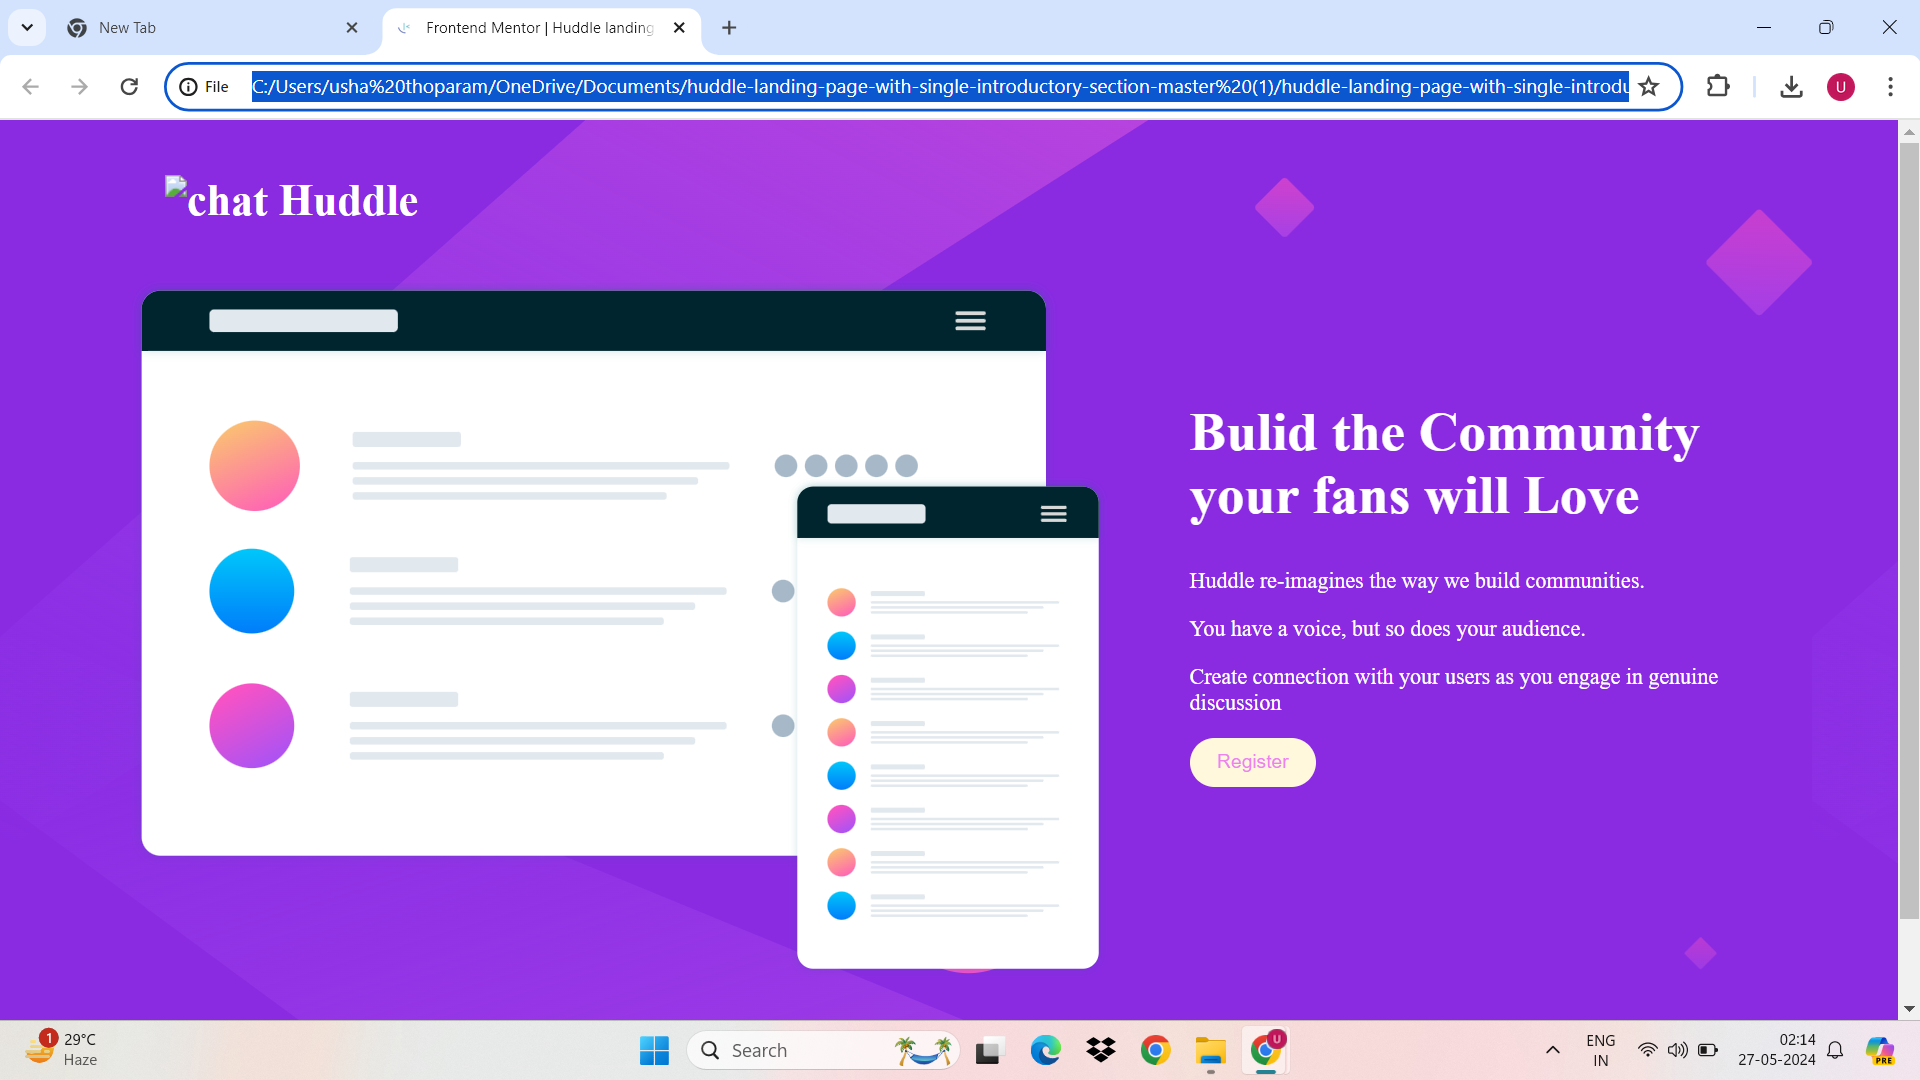 New Tab
Frontend Mentor | Huddle landing
File C:/Users/usha%20thoparam/OneDrive/Documents/huddle-landing-page-with-single-introductory-section-master%20(1)/huddle-landing-page-with-single-introdu
U
chat Huddle
Bulid the Community
your fans will Love
Huddle re-imagines the way we build communities.
You have a voice, but so does your audience.
Create connection with your users as you engage in genuine
discussion
Register
1
29°C
Haze
Search
U
ENG
IN
02:14
27-05-2024
PRE